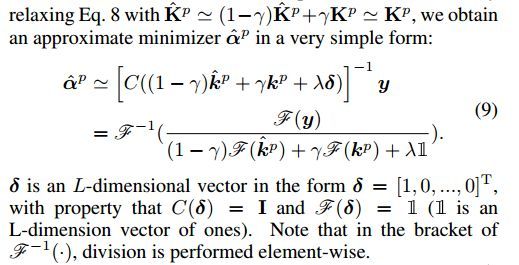 relaxing Eq. 8 with K̂ᵖ ≃ (1−γ)K̂ᵖ+γKᵖ ≃ Kᵖ, we obtain
an approximate minimizer α̂ᵖ in a very simple form:
α̂ᵖ ≃ [C((1 − γ)k̂ᵖ + γkᵖ + λδ)]⁻¹ y
= ℱ⁻¹( ℱ(y) / ((1 − γ)ℱ(k̂ᵖ) + γℱ(kᵖ) + λ𝟙) ). (9)
δ is an L-dimensional vector in the form δ = [1, 0, ..., 0]ᵀ,
with property that C(δ) = I and ℱ(δ) = 𝟙 (𝟙 is an
L-dimension vector of ones). Note that in the bracket of
ℱ⁻¹(·), division is performed element-wise.